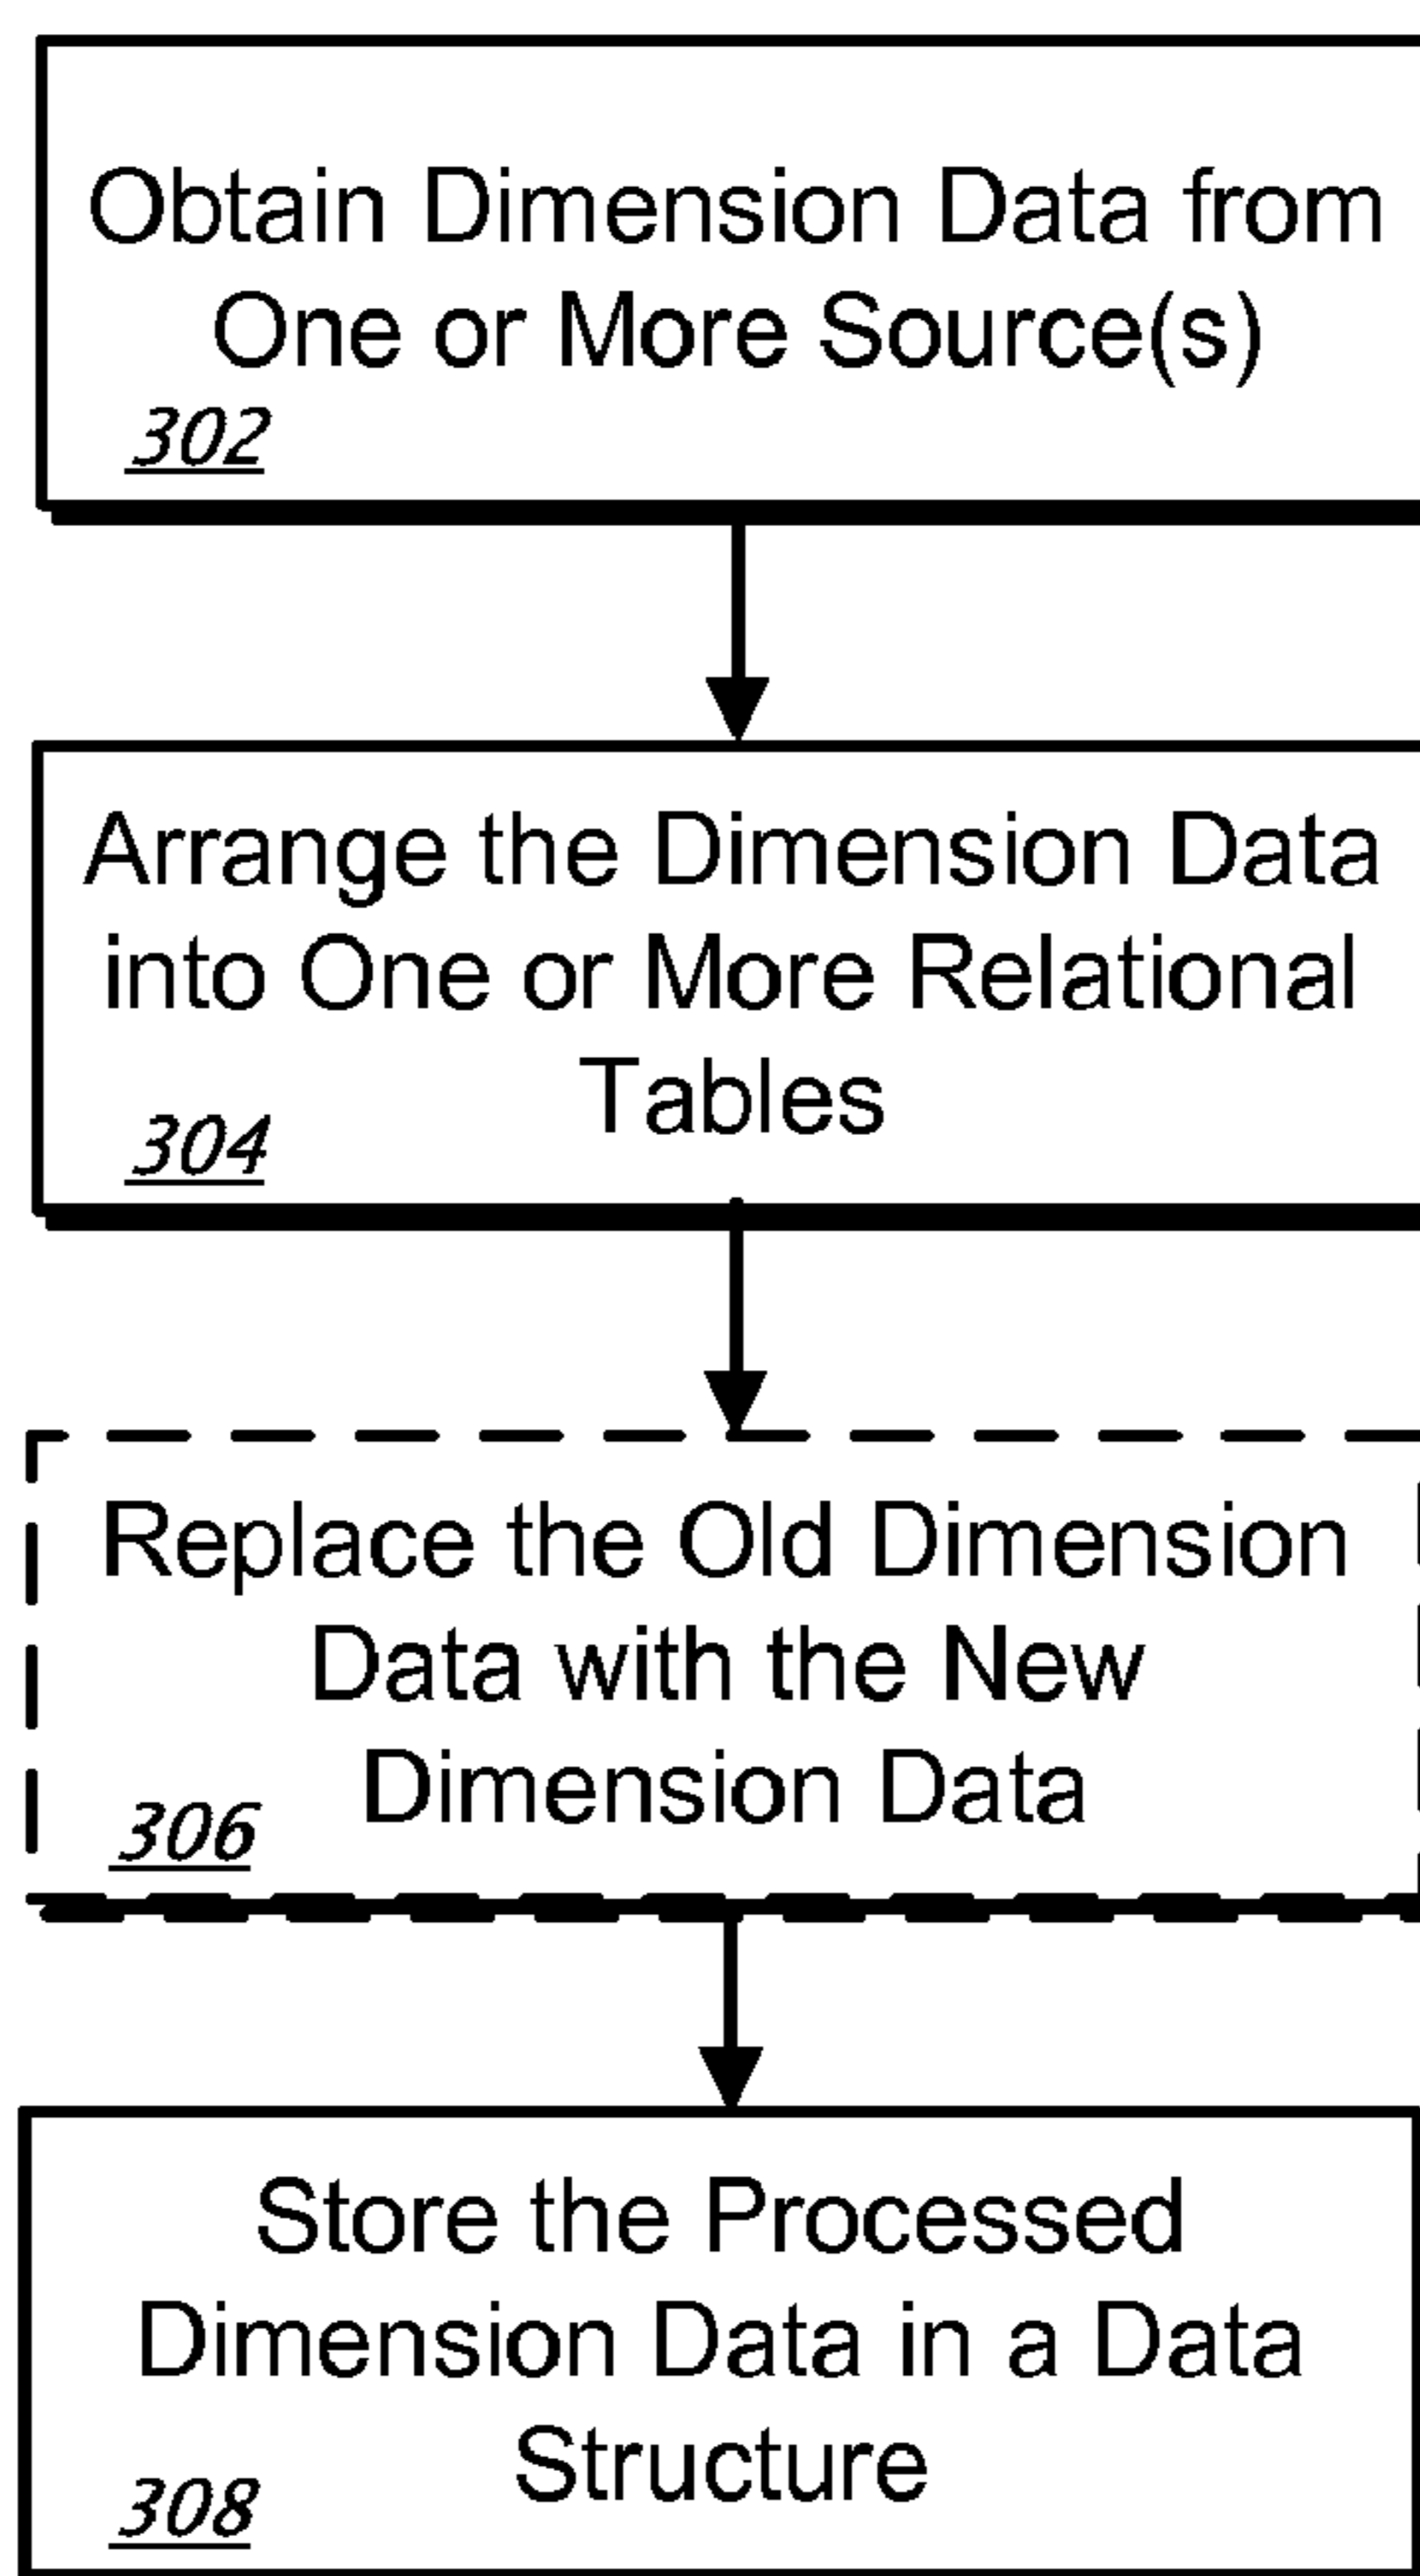 Obtain Dimension Data from
One or More Source(s)
302
Arrange the Dimension Data
into One or More Relational
Tables
304
Replace the Old Dimension
Data with the New
Dimension Data
306
Store the Processed
Dimension Data in a Data
Structure
308